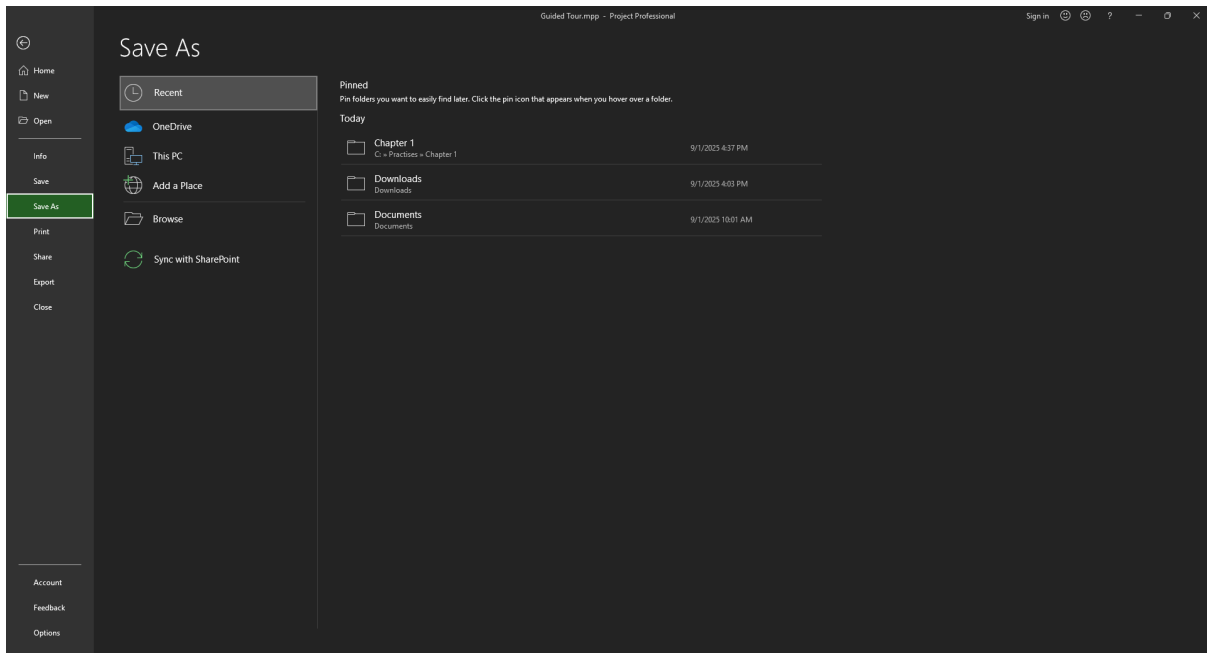 Guided Tour.mpp - Project Professional
Sign in
?
Save As
Home
New
Open
Info
Save
Save As
Print
Share
Export
Close
Account
Feedback
Options
Recent
OneDrive
This PC
Add a Place
Browse
Sync with SharePoint
Pinned
Pin folders you want to easily find later. Click the pin icon that appears when you hover over a folder.
Today
Chapter 1
C: » Practises » Chapter 1
9/1/2025 4:37 PM
Downloads
Downloads
9/1/2025 4:03 PM
Documents
Documents
9/1/2025 10:01 AM